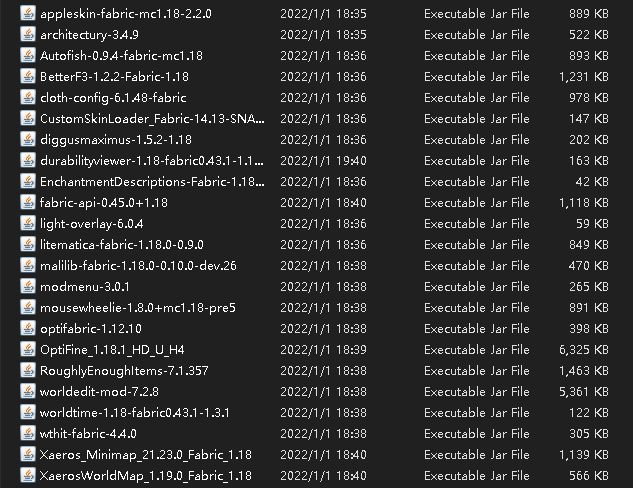 appleskin-fabric-mc1.18-2.2.0 2022/1/1 18:35 Executable Jar File 889 KB
architectury-3.4.9 2022/1/1 18:35 Executable Jar File 522 KB
Autofish-0.9.4-fabric-mc1.18 2022/1/1 18:36 Executable Jar File 893 KB
BetterF3-1.2.2-Fabric-1.18 2022/1/1 18:36 Executable Jar File 1,231 KB
cloth-config-6.1.48-fabric 2022/1/1 18:36 Executable Jar File 978 KB
CustomSkinLoader_Fabric-14.13-SNA... 2022/1/1 18:36 Executable Jar File 147 KB
diggusmaximus-1.5.2-1.18 2022/1/1 18:36 Executable Jar File 202 KB
durabilityviewer-1.18-fabric0.43.1-1.1... 2022/1/1 19:40 Executable Jar File 163 KB
EnchantmentDescriptions-Fabric-1.18... 2022/1/1 18:36 Executable Jar File 42 KB
fabric-api-0.45.0+1.18 2022/1/1 18:40 Executable Jar File 1,118 KB
light-overlay-6.0.4 2022/1/1 18:36 Executable Jar File 59 KB
litematica-fabric-1.18.0-0.9.0 2022/1/1 18:36 Executable Jar File 849 KB
malilib-fabric-1.18.0-0.10.0-dev.26 2022/1/1 18:38 Executable Jar File 470 KB
modmenu-3.0.1 2022/1/1 18:38 Executable Jar File 265 KB
mousewheelie-1.8.0+mc1.18-pre5 2022/1/1 18:38 Executable Jar File 891 KB
optifabric-1.12.10 2022/1/1 18:38 Executable Jar File 398 KB
OptiFine_1.18.1_HD_U_H4 2022/1/1 18:39 Executable Jar File 6,325 KB
RoughlyEnoughItems-7.1.357 2022/1/1 18:38 Executable Jar File 1,463 KB
worldedit-mod-7.2.8 2022/1/1 18:38 Executable Jar File 5,361 KB
worldtime-1.18-fabric0.43.1-1.3.1 2022/1/1 18:38 Executable Jar File 122 KB
wthit-fabric-4.4.0 2022/1/1 18:38 Executable Jar File 305 KB
Xaeros_Minimap_21.23.0_Fabric_1.18 2022/1/1 18:40 Executable Jar File 1,139 KB
XaerosWorldMap_1.19.0_Fabric_1.18 2022/1/1 18:40 Executable Jar File 566 KB